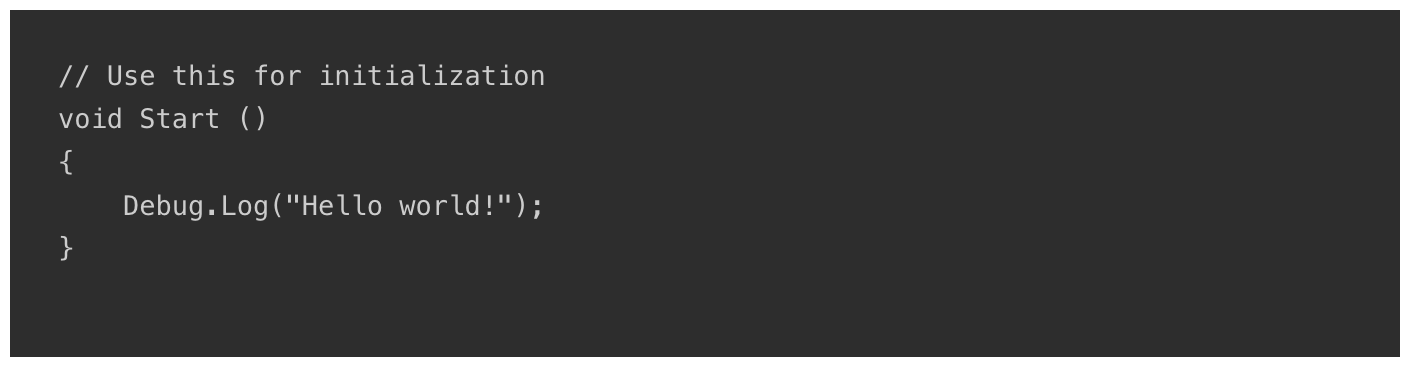 // Use this for initialization
void Start ()
{
    Debug.Log("Hello world!");
}